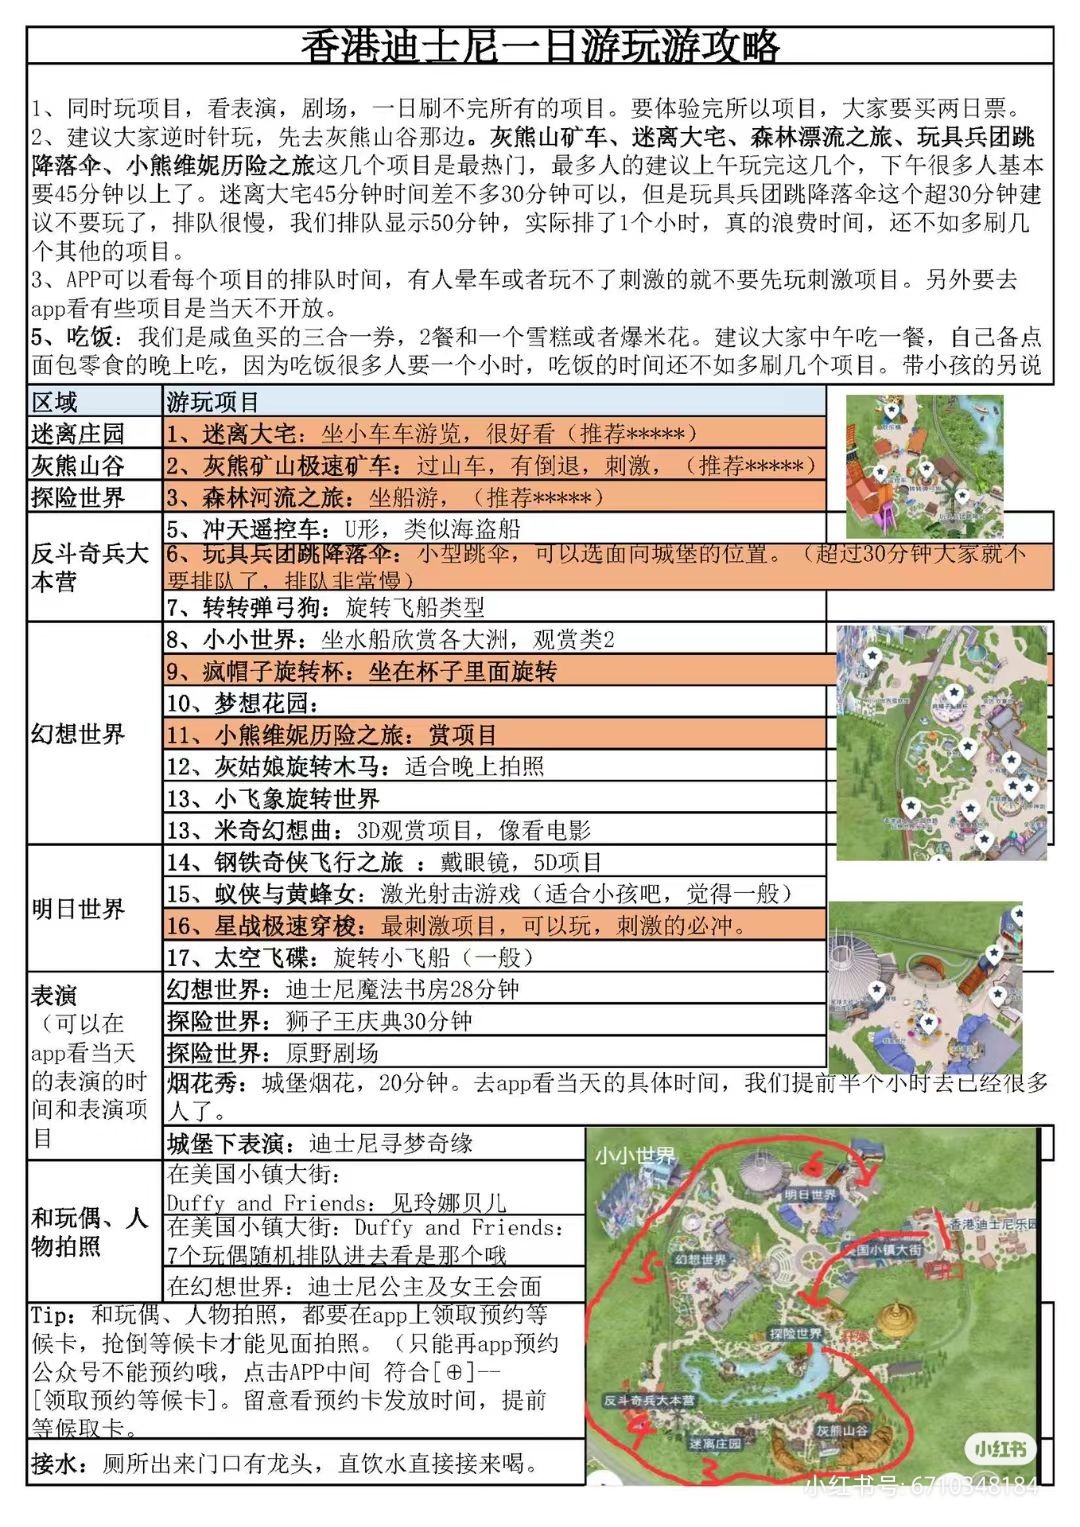 香港迪士尼一日游玩游攻略
1、同时玩项目，看表演，剧场，一日刷不完所有的项目。要体验完所以项目，大家要买两日票。
2、建议大家逆时针玩，先去灰熊山谷那边。灰熊山矿车、迷离大宅、森林漂流之旅、玩具兵团跳
降落伞、小熊维妮历险之旅这几个项目是最热门，最多人的建议上午玩完这几个，下午很多人基本
要45分钟以上了。迷离大宅45分钟时间差不多30分钟可以，但是玩具兵团跳降落伞这个超30分钟建
议不要玩了，排队很慢，我们排队显示50分钟，实际排了1个小时，真的浪费时间，还不如多刷几
个其他的项目。
3、APP可以看每个项目的排队时间，有人晕车或者玩不了刺激的就不要先玩刺激项目。另外要去
app看有些项目是当天不开放。
5、吃饭：我们是咸鱼买的三合一券，2餐和一个雪糕或者爆米花。建议大家中午吃一餐，自己备点
面包零食的晚上吃，因为吃饭很多人要一个小时，吃饭的时间还不如多刷几个项目。带小孩的另说
区域 游玩项目
迷离庄园 1、迷离大宅：坐小车车游览，很好看（推荐*****）
灰熊山谷 2、灰熊矿山极速矿车：过山车，有倒退，刺激，（推荐*****）
探险世界 3、森林河流之旅：坐船游，（推荐*****）
反斗奇兵大
本营
5、冲天遥控车：U形，类似海盗船
6、玩具兵团跳降落伞：小型跳伞，可以选面向城堡的位置。（超过30分钟大家就不
要排队了，排队非常慢）
7、转转弹弓狗：旋转飞船类型
幻想世界
8、小小世界：坐水船欣赏各大洲，观赏类2
9、疯帽子旋转杯：坐在杯子里面旋转
10、梦想花园：
11、小熊维妮历险之旅：赏项目
12、灰姑娘旋转木马：适合晚上拍照
13、小飞象旋转世界
13、米奇幻想曲：3D观赏项目，像看电影
明日世界
14、钢铁奇侠飞行之旅 ：戴眼镜，5D项目
15、蚁侠与黄蜂女：激光射击游戏（适合小孩吧，觉得一般）
16、星战极速穿梭：最刺激项目，可以玩，刺激的必冲。
17、太空飞碟：旋转小飞船（一般）
表演
（可以在
app看当天
的表演的时
间和表演项
目
幻想世界：迪士尼魔法书房28分钟
探险世界：狮子王庆典30分钟
探险世界：原野剧场
烟花秀：城堡烟花，20分钟。去app看当天的具体时间，我们提前半个小时去已经很多
人了。
城堡下表演：迪士尼寻梦奇缘
和玩偶、人
物拍照
在美国小镇大街：
Duffy and Friends：见玲娜贝儿
在美国小镇大街：Duffy and Friends：
7个玩偶随机排队进去看是那个哦
在幻想世界：迪士尼公主及女王会面
Tip：和玩偶、人物拍照，都要在app上领取预约等
候卡，抢倒等候卡才能见面拍照。（只能再app预约
公众号不能预约哦，点击APP中间 符合[⊕]--
[领取预约等候卡]。留意看预约卡发放时间，提前
等候取卡。
接水：厕所出来门口有龙头，直饮水直接接来喝。
小小世界
6
明日世界
香港迪士尼乐园
美国小镇大街
幻想世界
5
探险世界
反斗奇兵大本营
4
2
灰熊山谷
迷离庄园
3
小红书
小红书号: 6710348184